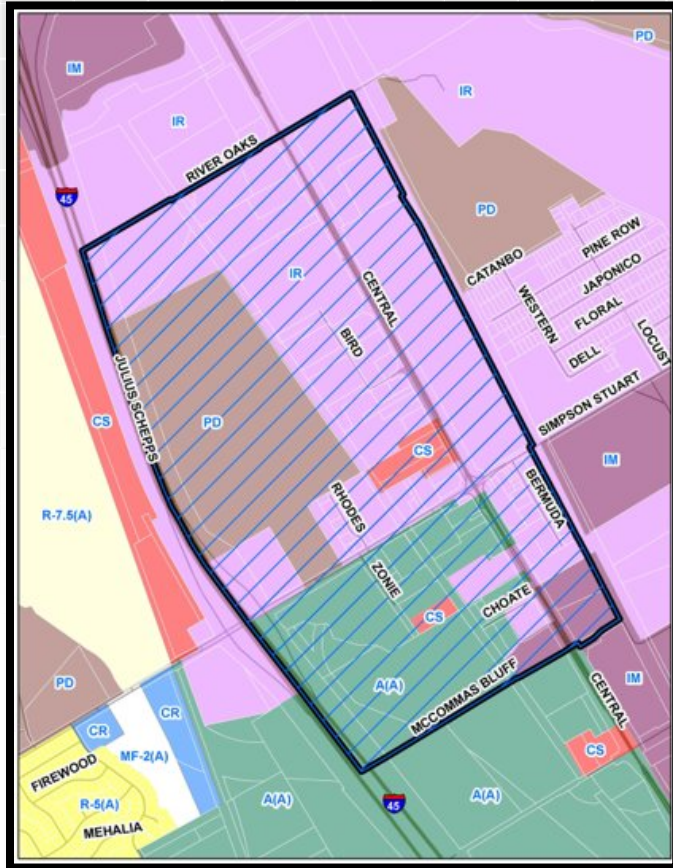 PD
IM
IR
IR
RIVER OAKS
45
PD
PINE ROW
CATANBO
JAPONICO
WESTERN
IR
CENTRAL
FLORAL
LOCUST
BIRD
DELL
JULIUS SCHEPPS
SIMPSON STUART
CS
PD
CS
IM
R-7.5(A)
RHODES
BERMUDA
ZONIE
CHOATE
CS
PD
A(A)
MCCOMMAS BLUFF
IM
CENTRAL
CR
CR
MF-2(A)
CS
FIREWOOD
R-5(A)
A(A)
A(A)
45
MEHALIA